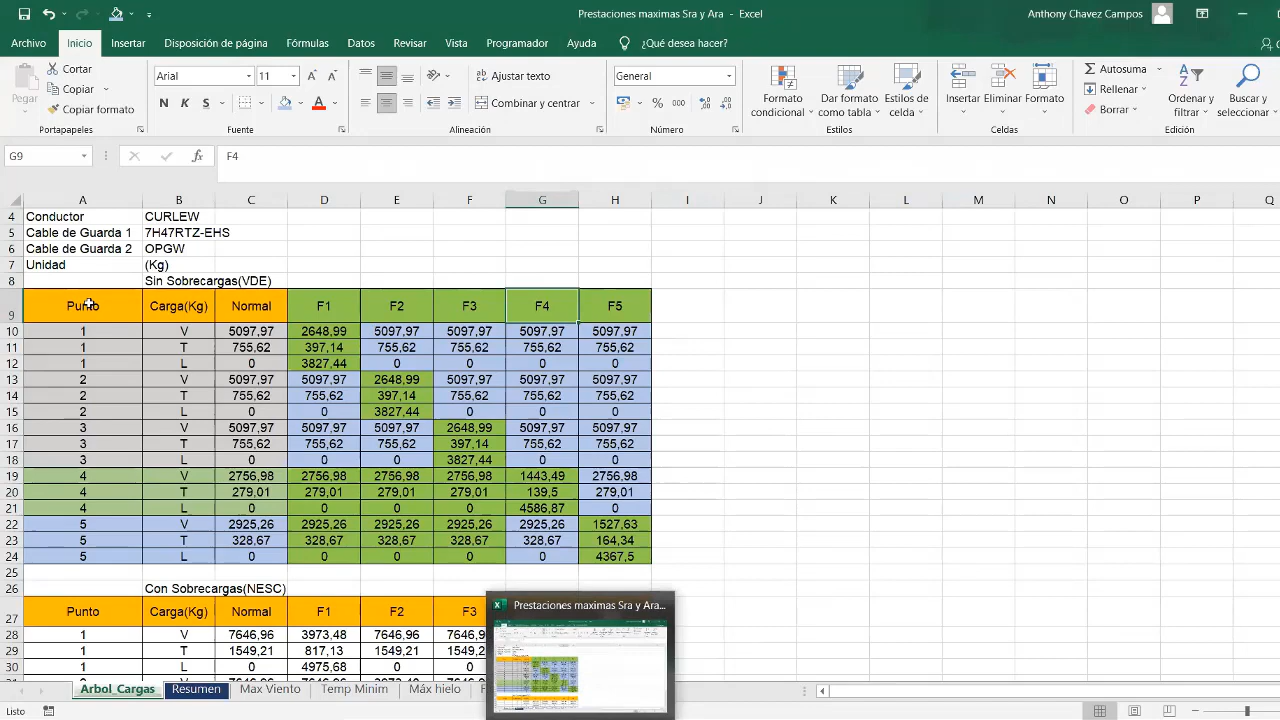 Prestaciones maximas Sra y Ara - Excel
Anthony Chavez Campos
Archivo Inicio Insertar Disposición de página Fórmulas Datos Revisar Vista Programador Ayuda ¿Qué desea hacer?
Pegar Cortar Copiar Copiar formato
Arial 11
N K S
Ajustar texto
Combinar y centrar
General
% 000
Formato condicional
Dar formato como tabla
Estilos de celda
Insertar Eliminar Formato
Autosuma
Rellenar
Borrar
Ordenar y filtrar
Buscar y seleccionar
Portapapeles Fuente Alineación Número Estilos Celdas Edición
G9 fx F4
A B C D E F G H I J K L M N O P Q
4 Conductor CURLEW
5 Cable de Guarda 1 7H47RTZ-EHS
6 Cable de Guarda 2 OPGW
7 Unidad (Kg)
8 Sin Sobrecargas(VDE)
9 Punto Carga(Kg) Normal F1 F2 F3 F4 F5
10 1 V 5097,97 2648,99 5097,97 5097,97 5097,97 5097,97
11 1 T 755,62 397,14 755,62 755,62 755,62 755,62
12 1 L 0 3827,44 0 0 0 0
13 2 V 5097,97 5097,97 2648,99 5097,97 5097,97 5097,97
14 2 T 755,62 755,62 397,14 755,62 755,62 755,62
15 2 L 0 0 3827,44 0 0 0
16 3 V 5097,97 5097,97 5097,97 2648,99 5097,97 5097,97
17 3 T 755,62 755,62 755,62 397,14 755,62 755,62
18 3 L 0 0 0 3827,44 0 0
19 4 V 2756,98 2756,98 2756,98 2756,98 1443,49 2756,98
20 4 T 279,01 279,01 279,01 279,01 139,5 279,01
21 4 L 0 0 0 0 4586,87 0
22 5 V 2925,26 2925,26 2925,26 2925,26 2925,26 1527,63
23 5 T 328,67 328,67 328,67 328,67 328,67 164,34
24 5 L 0 0 0 0 0 4367,5
25
26 Con Sobrecargas(NESC)
27 Punto Carga(Kg) Normal F1 F2 F3
28 1 V 7646,96 3973,48 7646,96 7646,9
29 1 T 1549,21 817,13 1549,21 1549,2
30 1 L 0 4975,68 0 0
Prestaciones maximas Sra y Ara...
Arbol_Cargas Resumen Max Viento Temp Minim Máx hielo
Listo